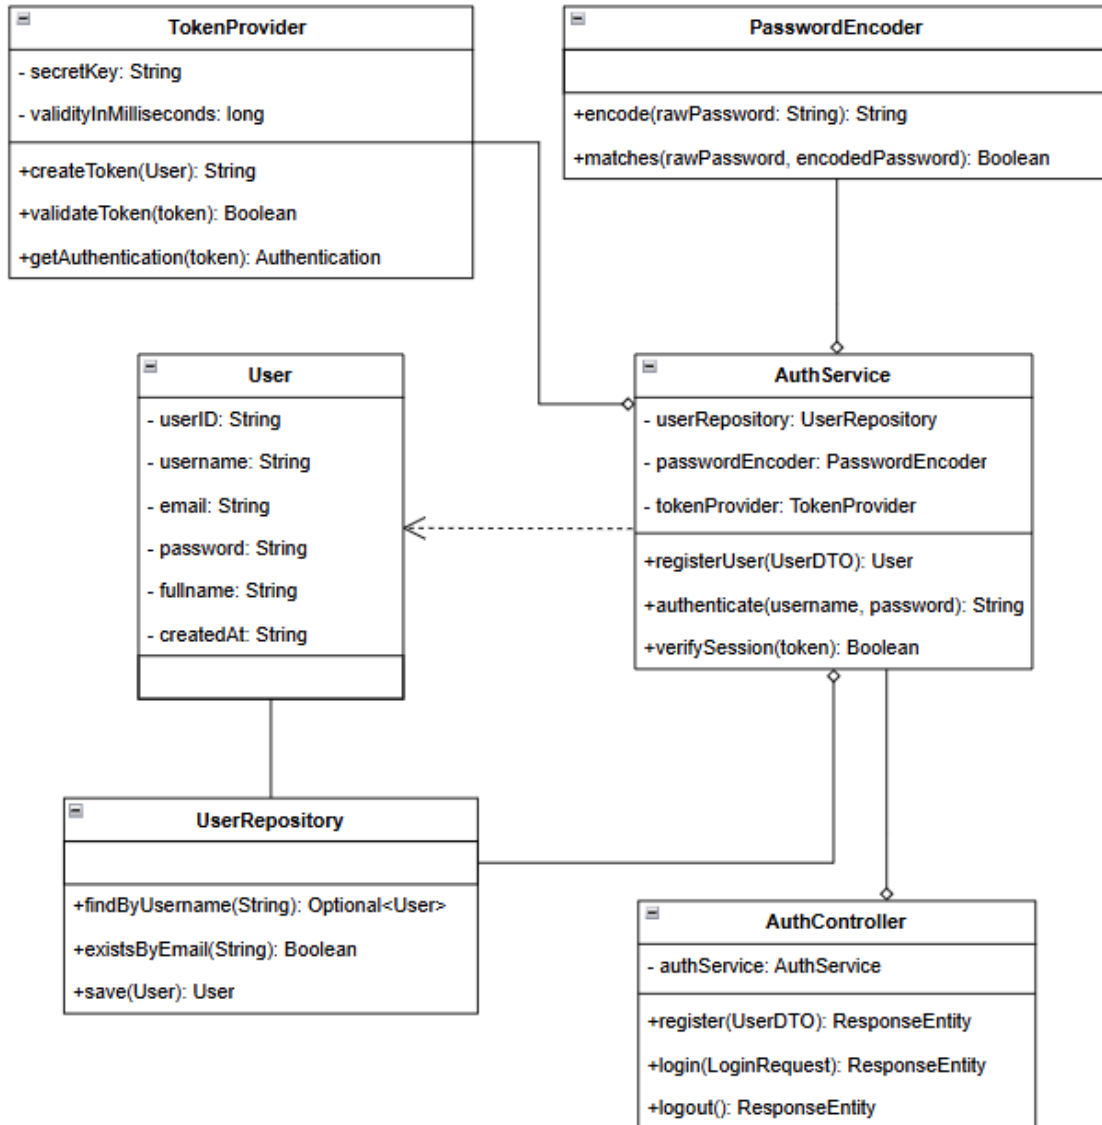 TokenProvider
- secretKey: String
- validityInMilliseconds: long
+createToken(User): String
+validateToken(token): Boolean
+getAuthentication(token): Authentication
PasswordEncoder
+encode(rawPassword: String): String
+matches(rawPassword, encodedPassword): Boolean
User
- userID: String
- username: String
- email: String
- password: String
- fullname: String
- createdAt: String
AuthService
- userRepository: UserRepository
- passwordEncoder: PasswordEncoder
- tokenProvider: TokenProvider
+registerUser(UserDTO): User
+authenticate(username, password): String
+verifySession(token): Boolean
UserRepository
+findByUsername(String): Optional<User>
+existsByEmail(String): Boolean
+save(User): User
AuthController
- authService: AuthService
+register(UserDTO): ResponseEntity
+login(LoginRequest): ResponseEntity
+logout(): ResponseEntity